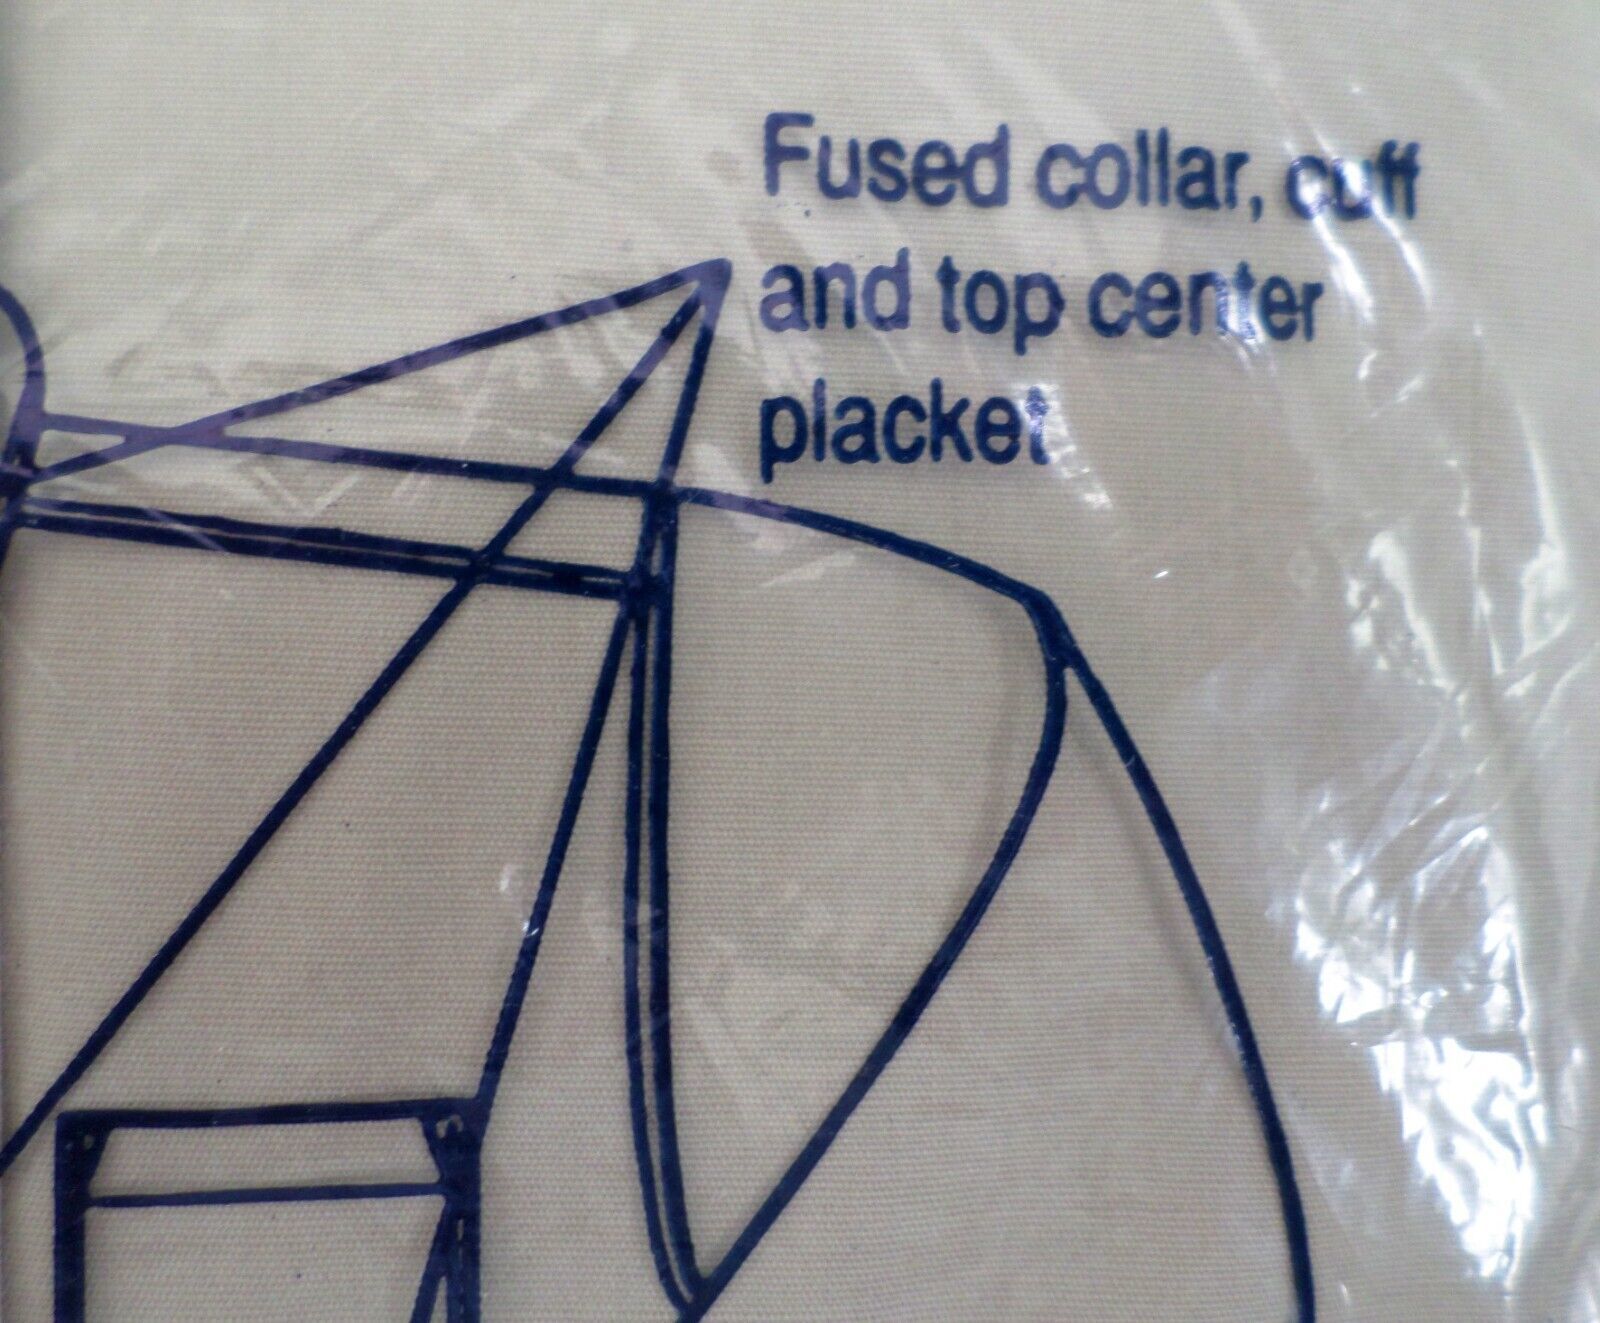 Fused collar, cuff
and top center
placket